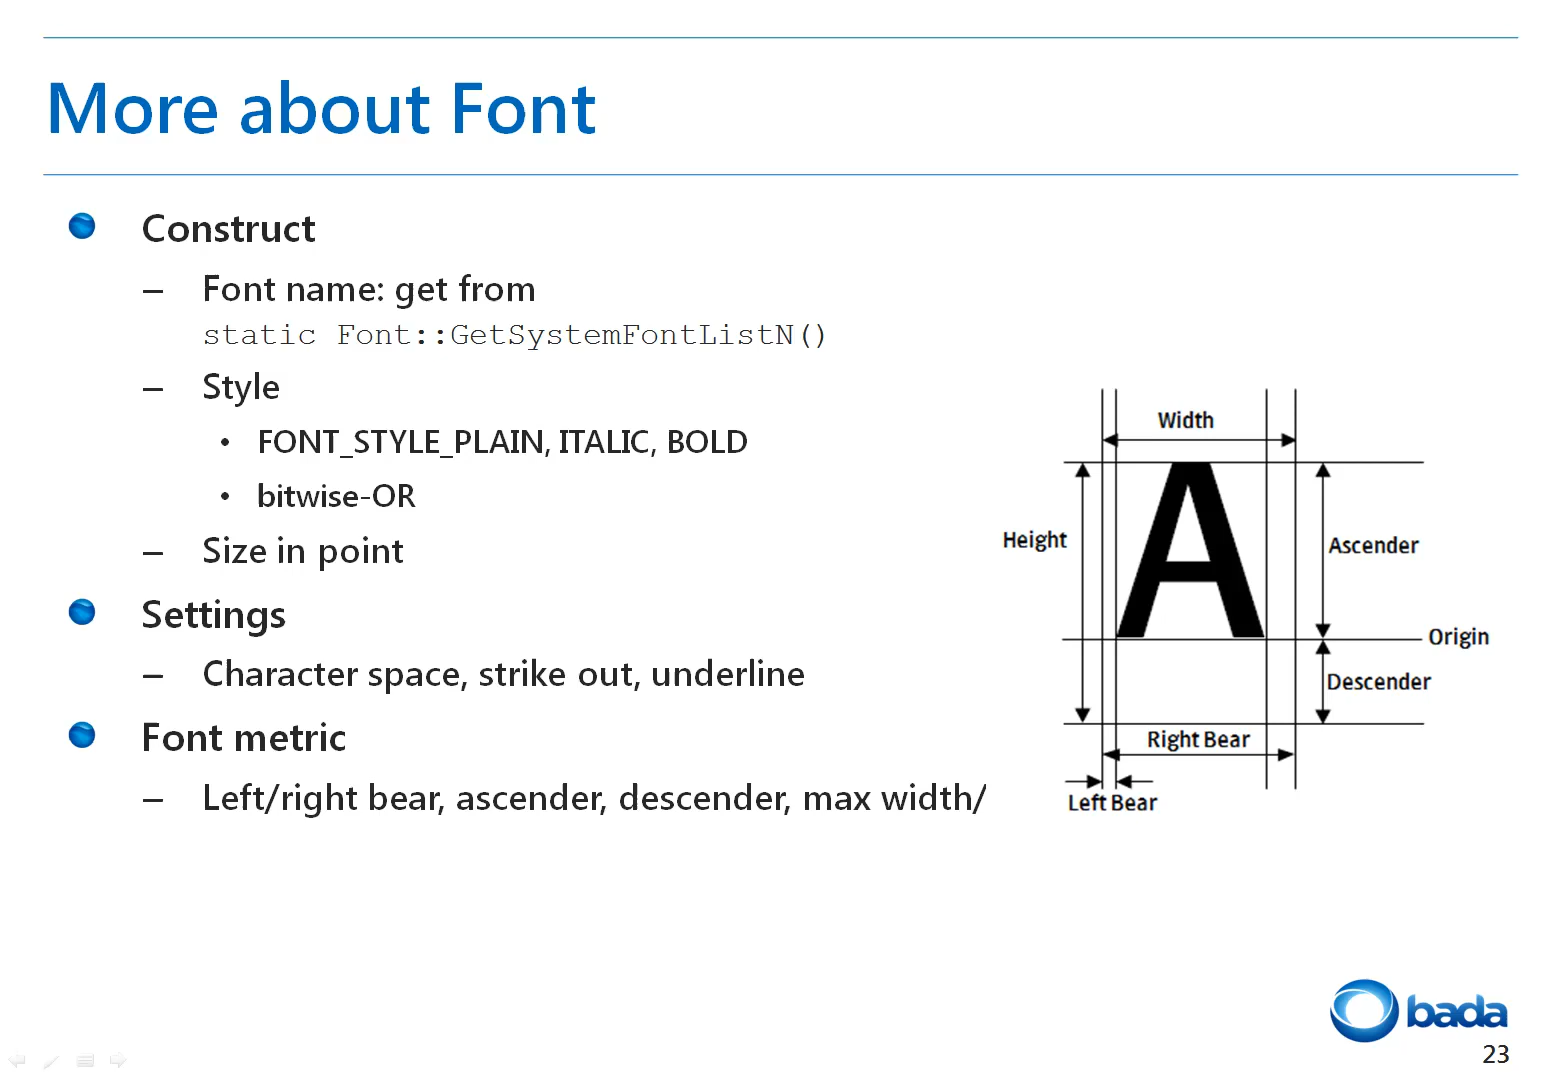 More about Font
Construct
– Font name: get from
static Font::GetSystemFontListN()
– Style
• FONT_STYLE_PLAIN, ITALIC, BOLD
• bitwise-OR
– Size in point
Settings
– Character space, strike out, underline
Font metric
– Left/right bear, ascender, descender, max width/
Width
A
Height
Ascender
Origin
Descender
Right Bear
Left Bear
bada
23